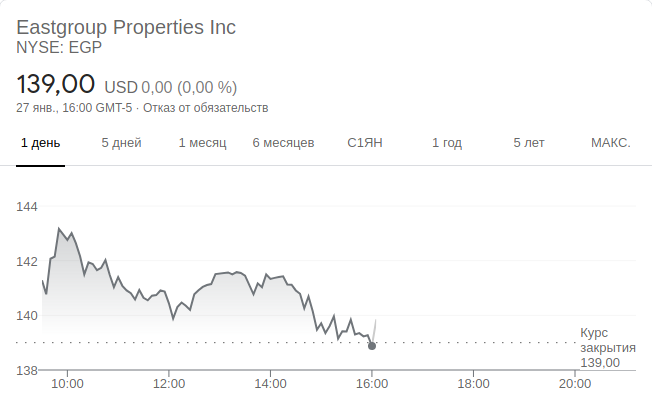 Eastgroup Properties Inc
NYSE: EGP
139,00 USD 0,00 (0,00 %)
27 янв., 16:00 GMT-5 · Отказ от обязательств
1 день 5 дней 1 месяц 6 месяцев С1ЯН 1 год 5 лет МАКС.
144
142
140
138
Курс
закрытия
139,00
10:00 12:00 14:00 16:00 18:00 20:00